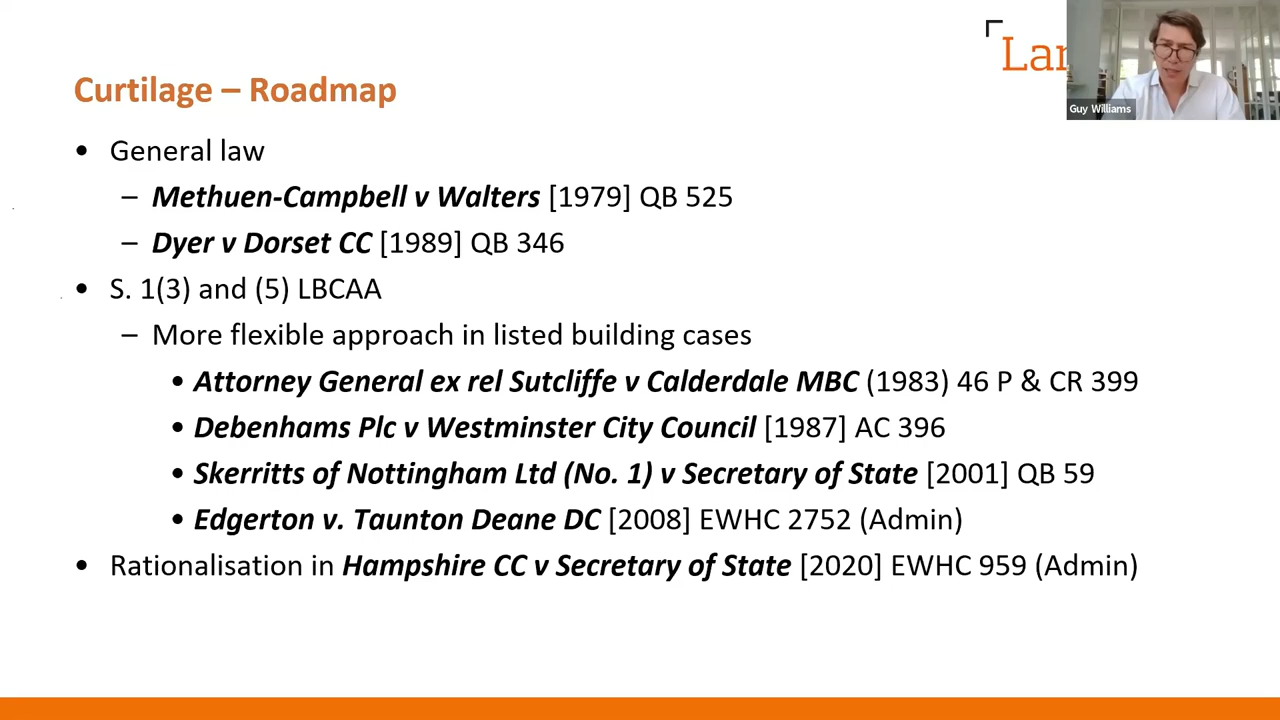 Lan
Guy Williams
Curtilage – Roadmap
• General law
– Methuen-Campbell v Walters [1979] QB 525
– Dyer v Dorset CC [1989] QB 346
• S. 1(3) and (5) LBCAA
– More flexible approach in listed building cases
• Attorney General ex rel Sutcliffe v Calderdale MBC (1983) 46 P & CR 399
• Debenhams Plc v Westminster City Council [1987] AC 396
• Skerritts of Nottingham Ltd (No. 1) v Secretary of State [2001] QB 59
• Edgerton v. Taunton Deane DC [2008] EWHC 2752 (Admin)
• Rationalisation in Hampshire CC v Secretary of State [2020] EWHC 959 (Admin)